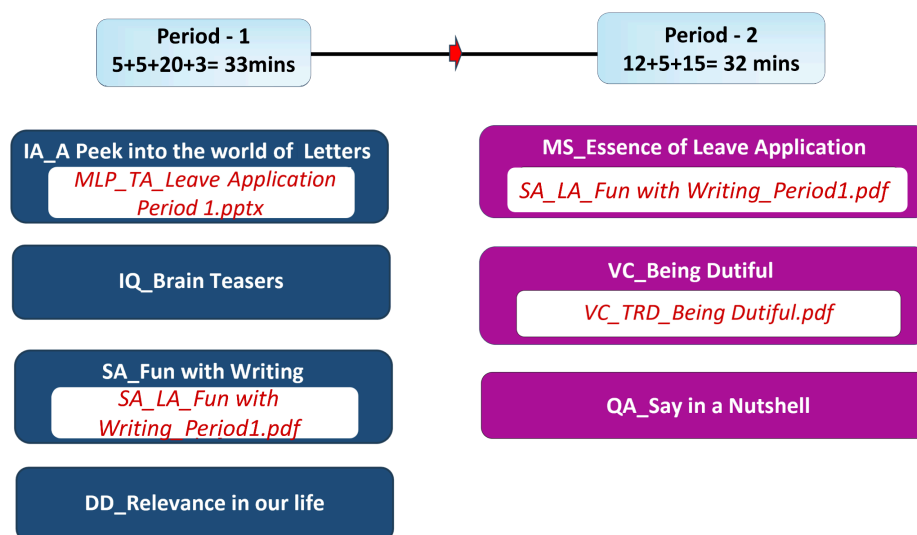 Period - 1
5+5+20+3= 33mins
Period - 2
12+5+15= 32 mins
IA_A Peek into the world of Letters
MLP_TA_Leave Application
Period 1.pptx
IQ_Brain Teasers
SA_Fun with Writing
SA_LA_Fun with
Writing_Period1.pdf
DD_Relevance in our life
MS_Essence of Leave Application
SA_LA_Fun with Writing_Period1.pdf
VC_Being Dutiful
VC_TRD_Being Dutiful.pdf
QA_Say in a Nutshell